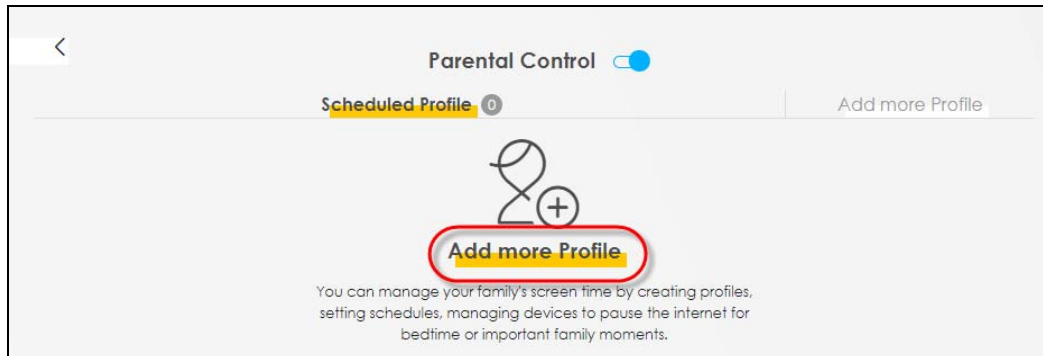 Parental Control
Scheduled Profile 0
Add more Profile
Add more Profile
You can manage your family's screen time by creating profiles,
setting schedules, managing devices to pause the internet for
bedtime or important family moments.